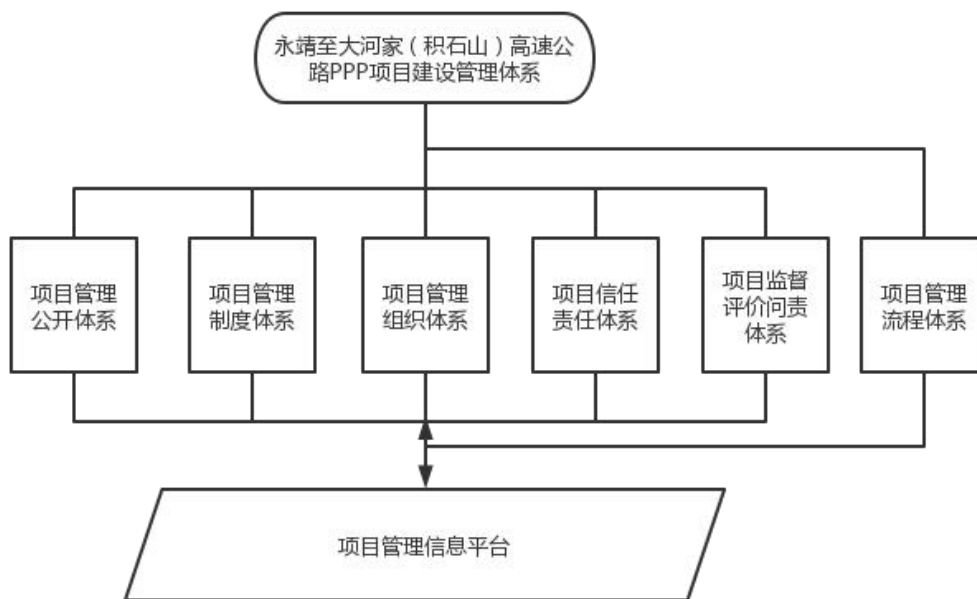 永靖至大河家（积石山）高速公
路PPP项目建设管理体系
项目管理
公开体系
项目管理
制度体系
项目管理
组织体系
项目信任
责任体系
项目监督
评价问责
体系
项目管理
流程体系
项目管理信息平台